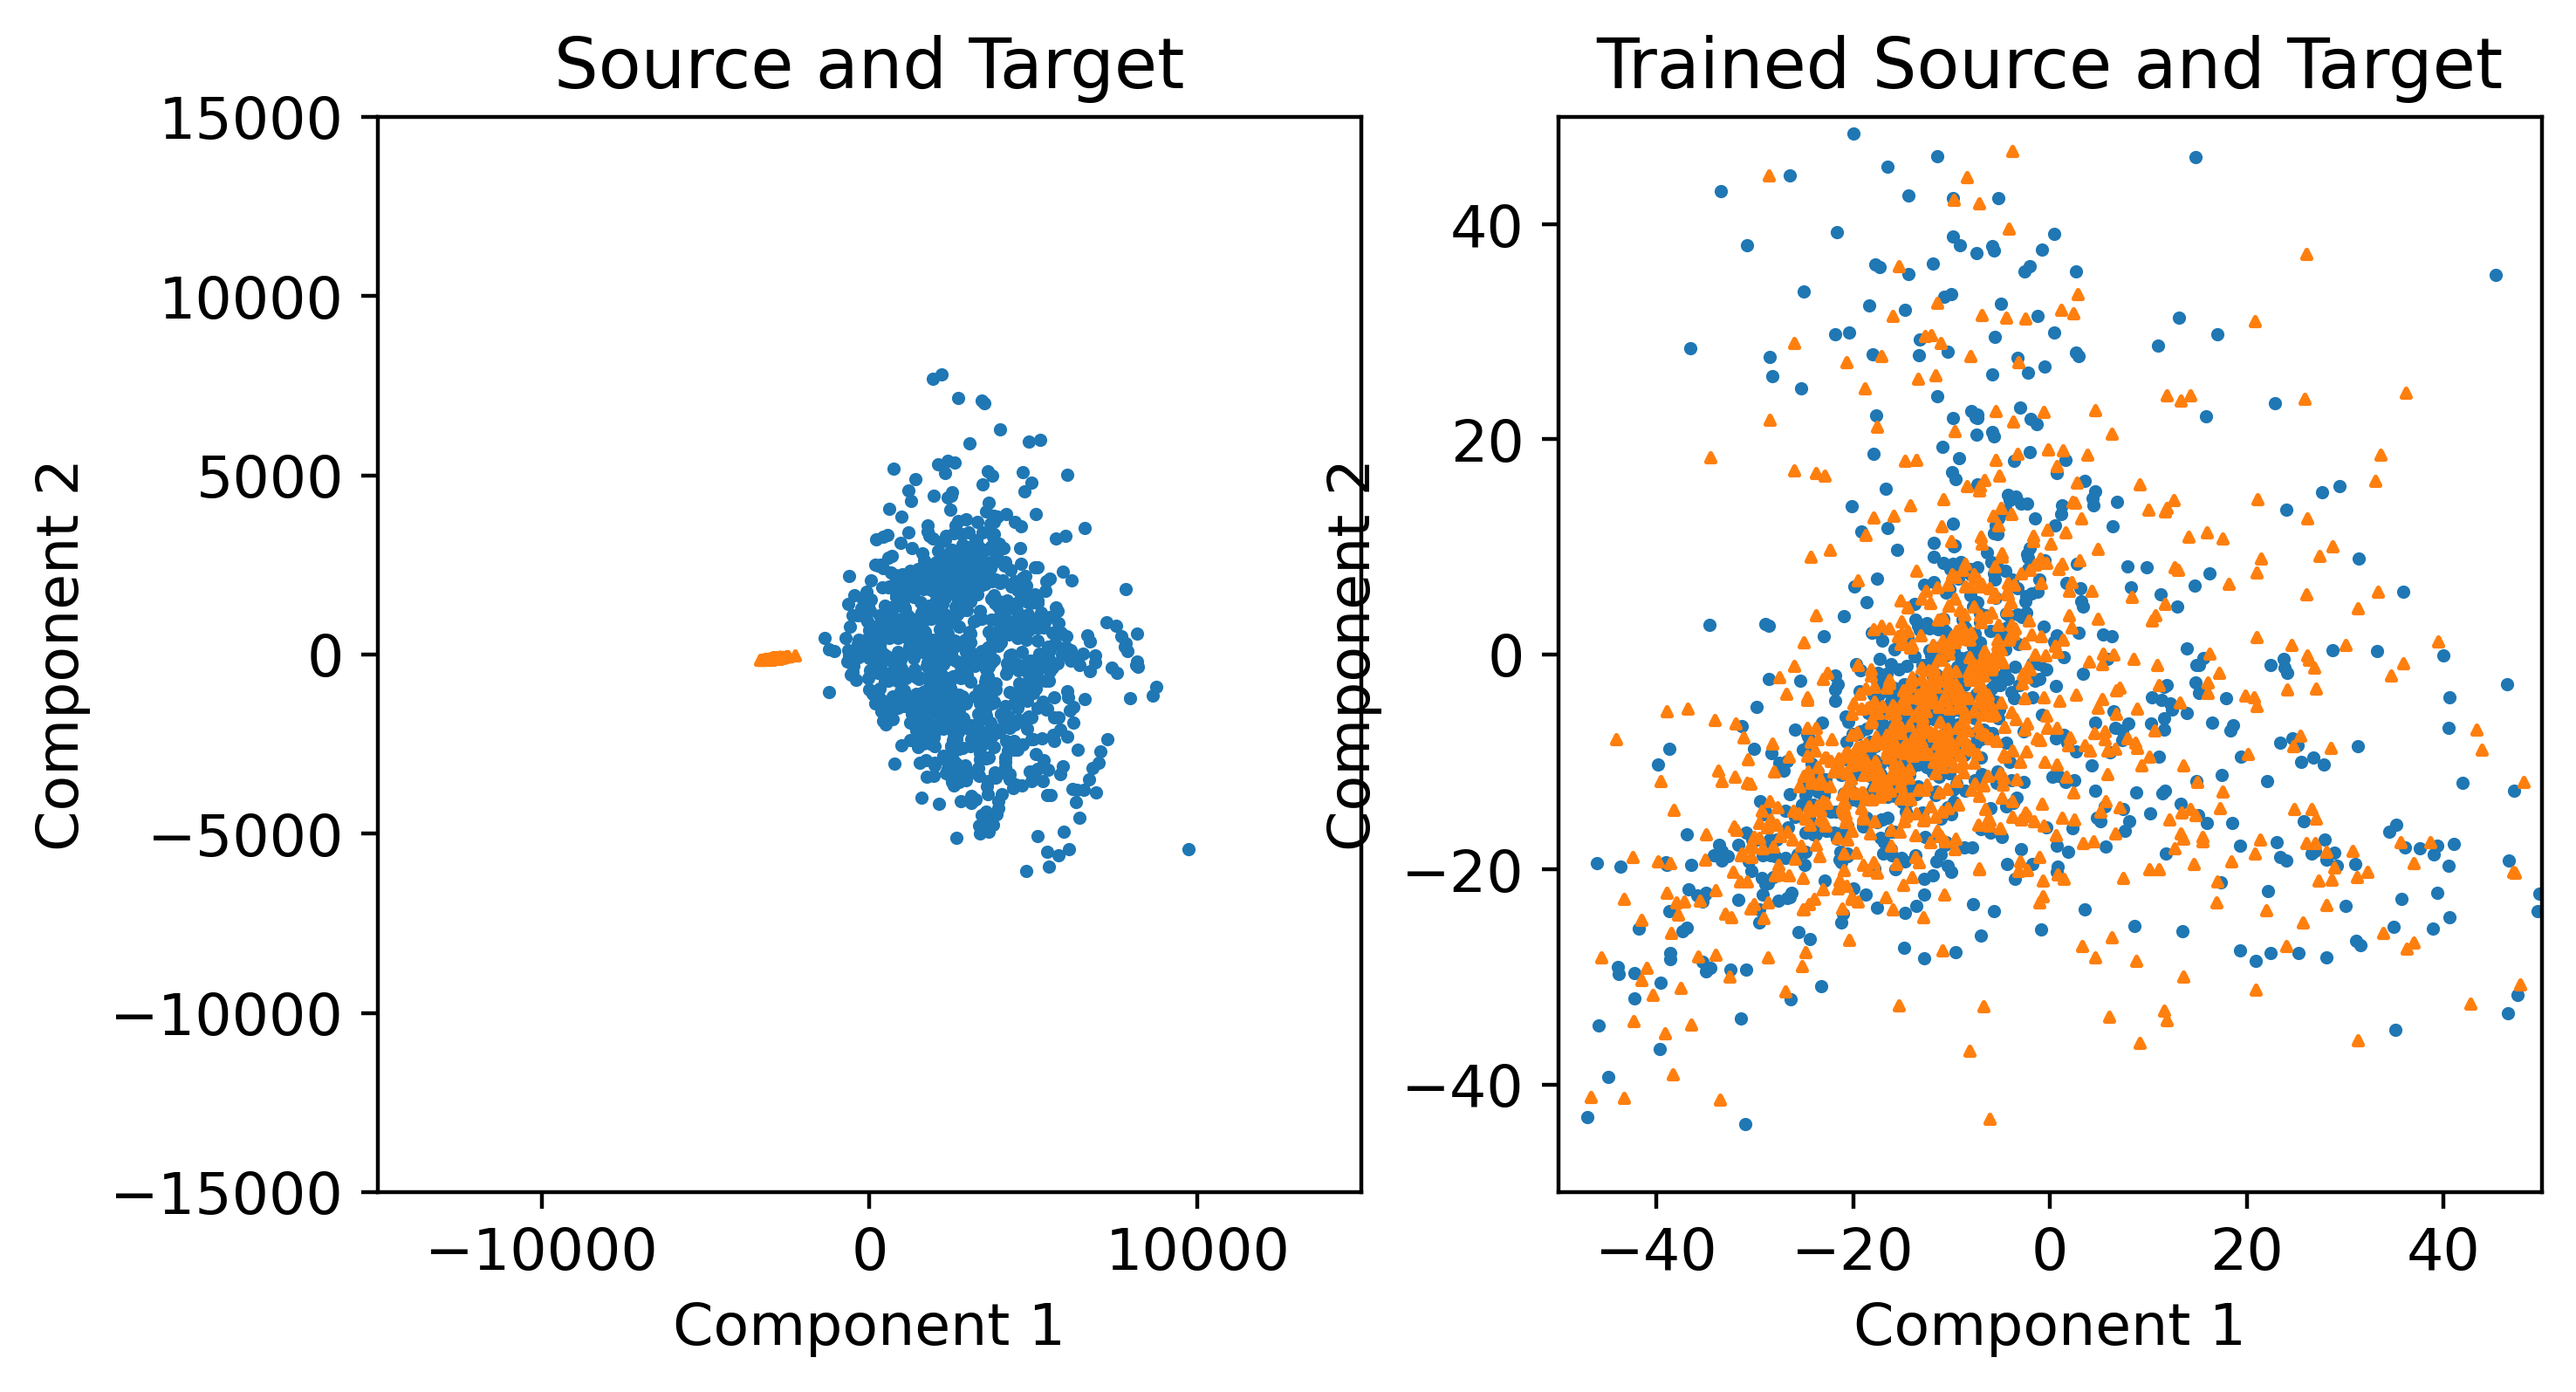 Source and Target
15000
10000
5000
0
−5000
−10000
−15000
Component 2
−10000 0 10000
Component 1
Trained Source and Target
40
20
0
−20
−40
Component 2
−40 −20 0 20 40
Component 1